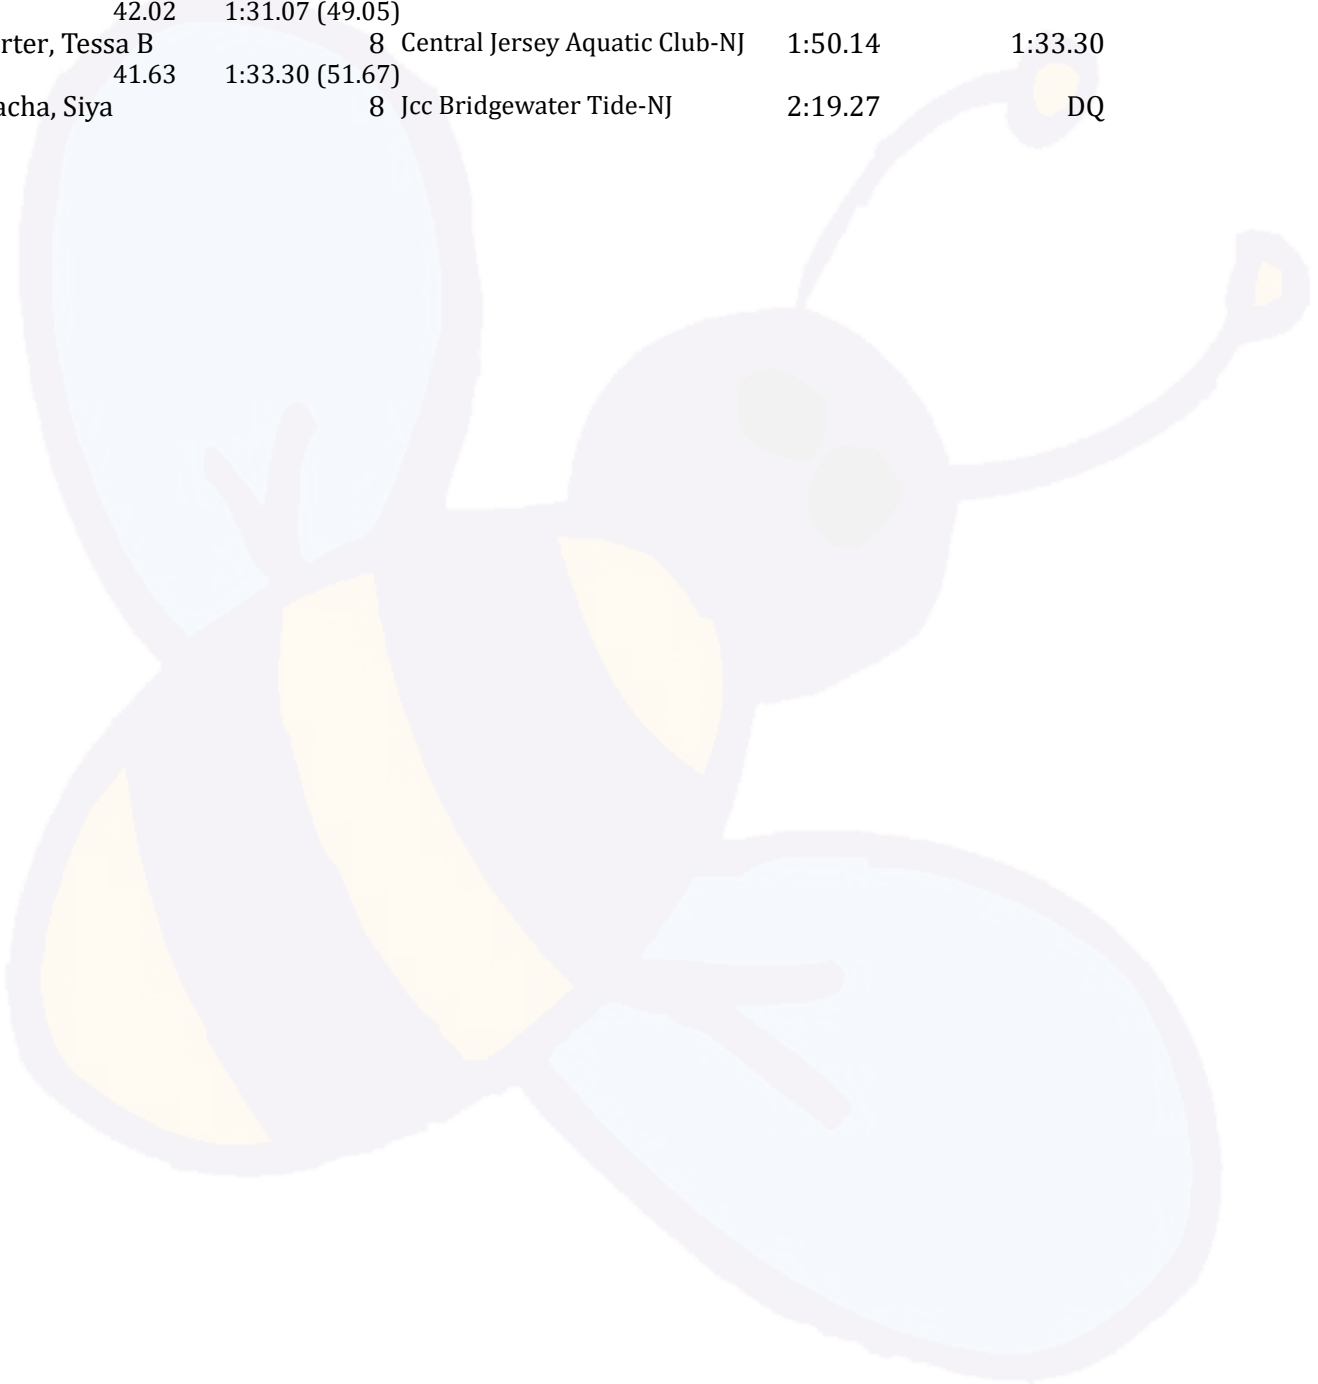 42.02 1:31.07 (49.05)
rter, Tessa B 8 Central Jersey Aquatic Club-NJ 1:50.14 1:33.30
41.63 1:33.30 (51.67)
acha, Siya 8 Jcc Bridgewater Tide-NJ 2:19.27 DQ